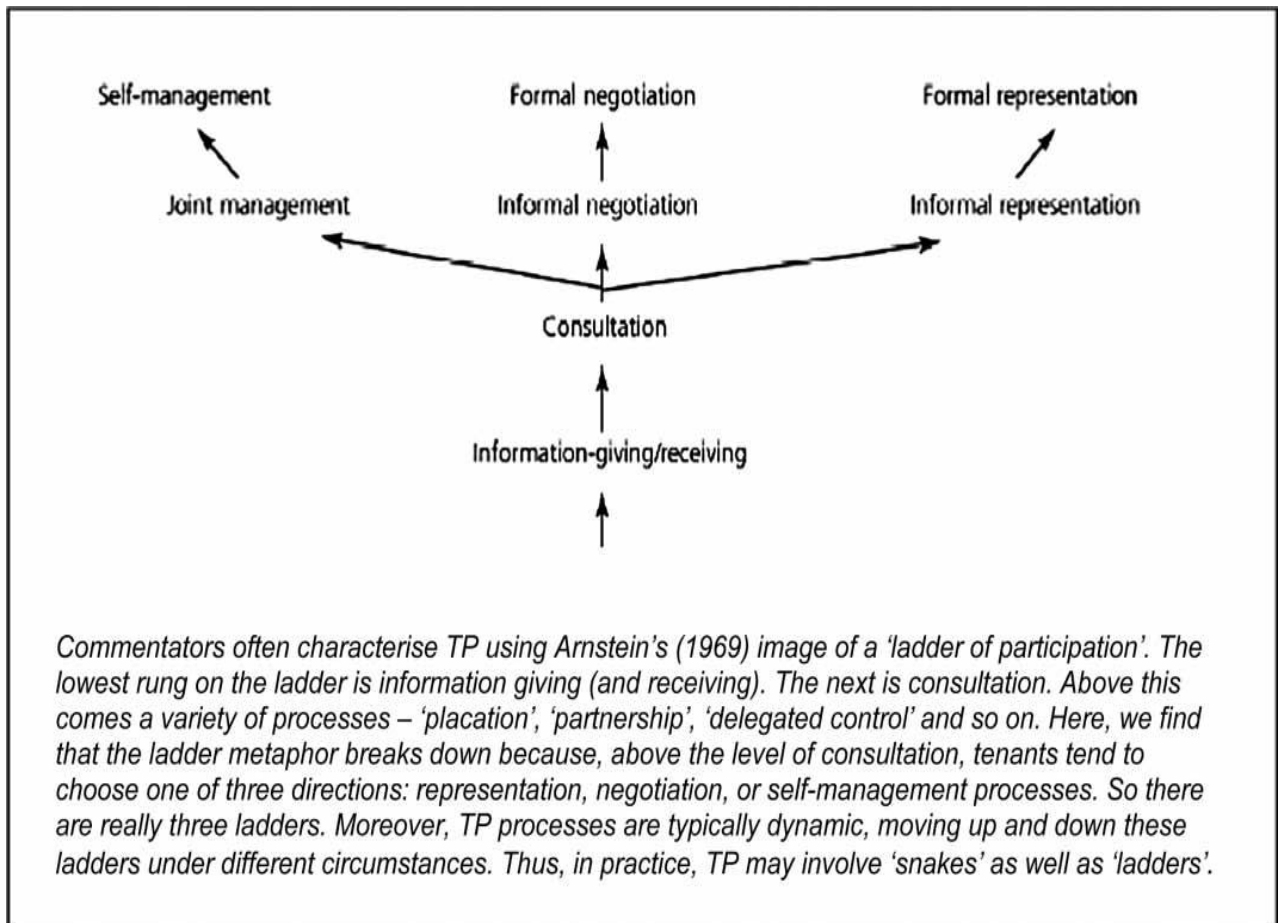 Self-management Formal negotiation Formal representation
Joint management Informal negotiation Informal representation
Consultation
Information-giving/receiving
Commentators often characterise TP using Arnstein’s (1969) image of a ‘ladder of participation’. The
lowest rung on the ladder is information giving (and receiving). The next is consultation. Above this
comes a variety of processes – ‘placation’, ‘partnership’, ‘delegated control’ and so on. Here, we find
that the ladder metaphor breaks down because, above the level of consultation, tenants tend to
choose one of three directions: representation, negotiation, or self-management processes. So there
are really three ladders. Moreover, TP processes are typically dynamic, moving up and down these
ladders under different circumstances. Thus, in practice, TP may involve ‘snakes’ as well as ‘ladders’.